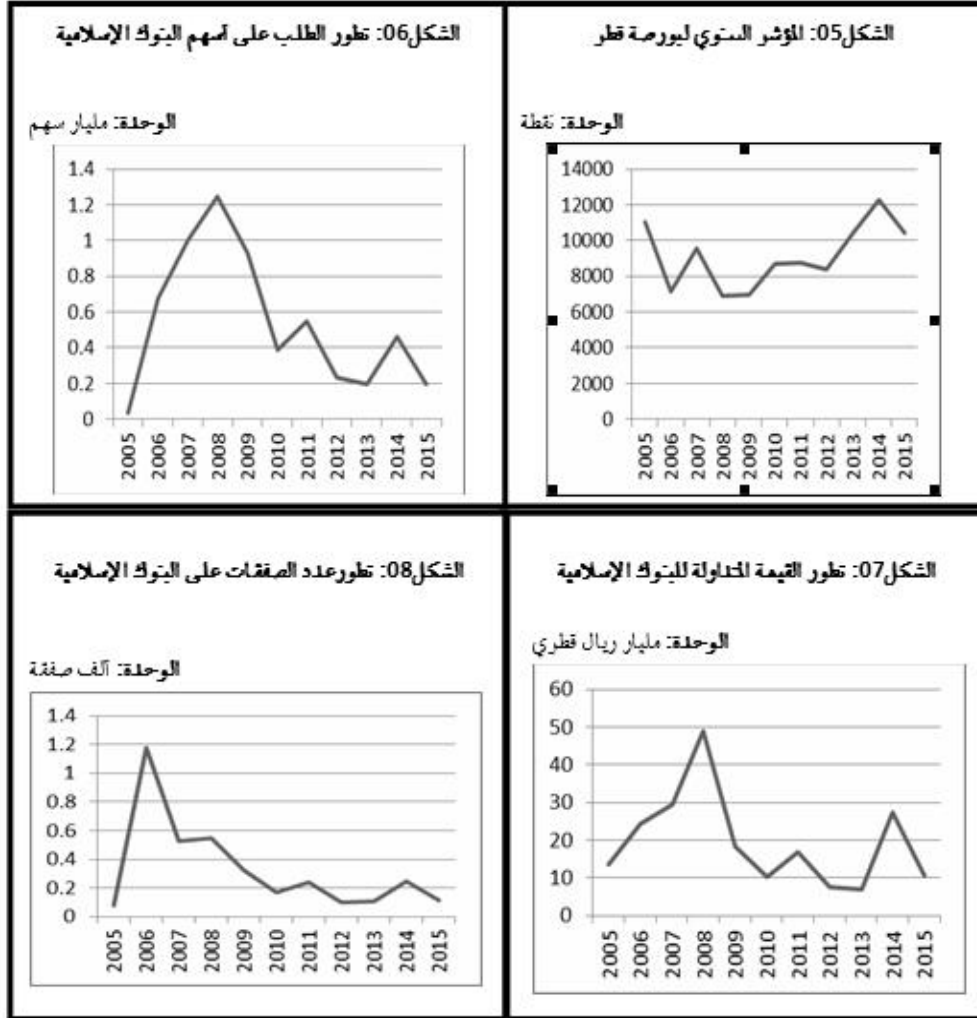 الشكل05: المؤشر السنوي لبورصة قطر
الوحدة: نقطة
14000
12000
10000
8000
6000
4000
2000
0
2005 2006 2007 2008 2009 2010 2011 2012 2013 2014 2015
الشكل06: تطور الطلب على أسهم البنوك الإسلامية
الوحدة: مليار سهم
1.4
1.2
1
0.8
0.6
0.4
0.2
0
2005 2006 2007 2008 2009 2010 2011 2012 2013 2014 2015
الشكل07: تطور القيمة المتداولة للبنوك الإسلامية
الوحدة: مليار ريال قطري
60
50
40
30
20
10
0
2005 2006 2007 2008 2009 2010 2011 2012 2013 2014 2015
الشكل08: تطورعدد الصفقات على البنوك الإسلامية
الوحدة: آلف صفقة
1.4
1.2
1
0.8
0.6
0.4
0.2
0
2005 2006 2007 2008 2009 2010 2011 2012 2013 2014 2015